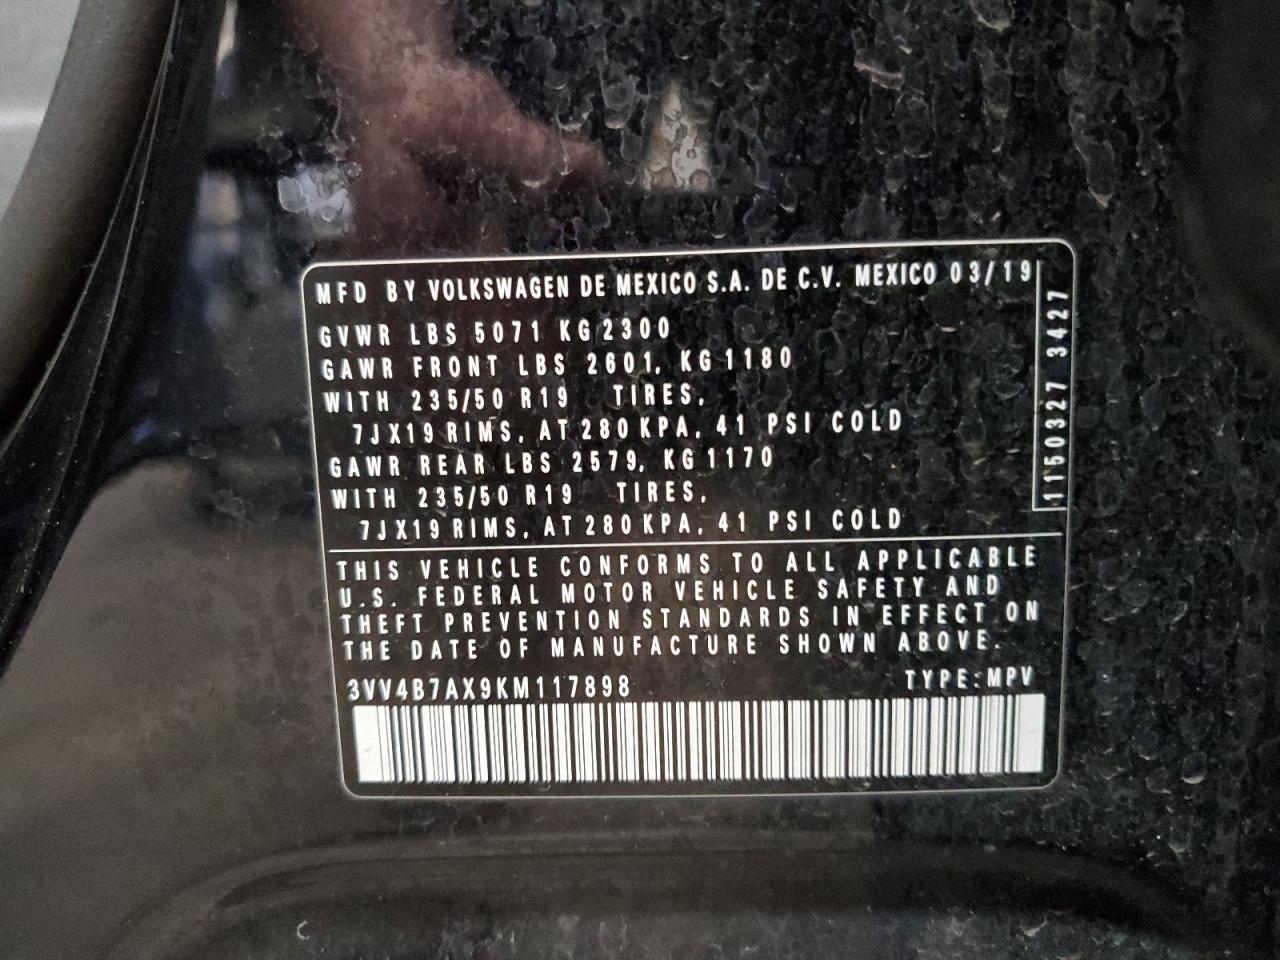 MFD BY VOLKSWAGEN DE MEXICO S.A. DE C.V. MEXICO 03/19
GVWR LBS 5071 KG 2300
GAWR FRONT LBS 2601, KG 1180
WITH 235/50 R19 TIRES,
7JX19 RIMS, AT 280 KPA, 41 PSI COLD
GAWR REAR LBS 2579, KG 1170
WITH 235/50 R19 TIRES,
7JX19 RIMS, AT 280 KPA, 41 PSI COLD
1150327 3427
THIS VEHICLE CONFORMS TO ALL APPLICABLE
U.S. FEDERAL MOTOR VEHICLE SAFETY AND
THEFT PREVENTION STANDARDS IN EFFECT ON
THE DATE OF MANUFACTURE SHOWN ABOVE.
3VV4B7AX9KM117898 TYPE:MPV